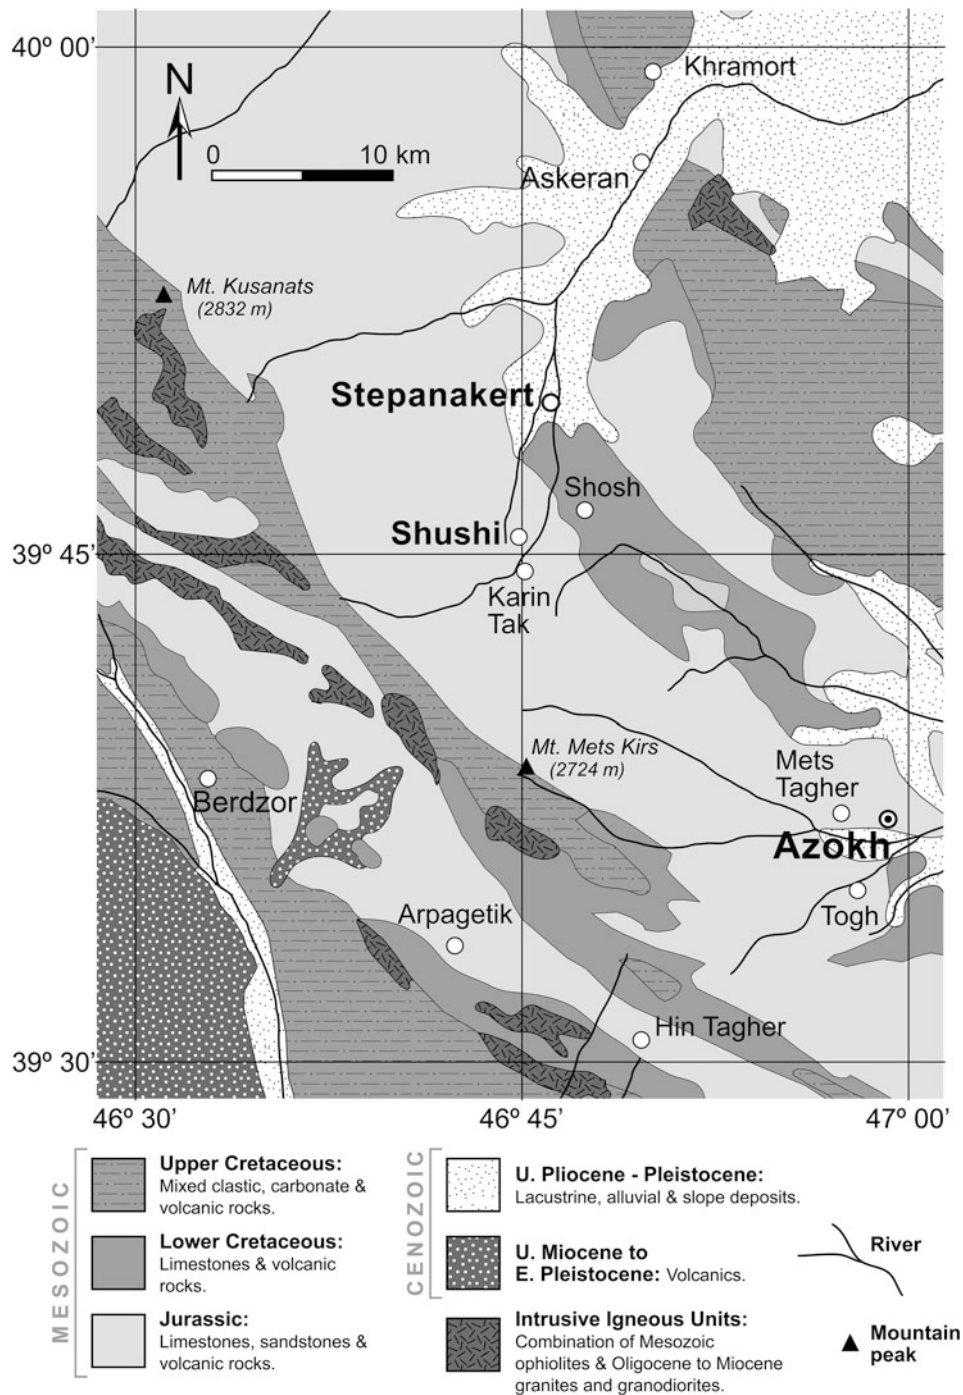 40º 00'
N
0 10 km
Khramort
Askeran
Mt. Kusanats
(2832 m)
Stepanakert
Shosh
Shushi
39º 45'
Karin
Tak
Mt. Mets Kirs
(2724 m)
Mets
Tagher
Berdzor
Azokh
Arpagetik
Togh
Hin Tagher
39º 30'
46º 30' 46º 45' 47º 00'
MESOZOIC
Upper Cretaceous:
Mixed clastic, carbonate &
volcanic rocks.
Lower Cretaceous:
Limestones & volcanic
rocks.
Jurassic:
Limestones, sandstones &
volcanic rocks.
CENOZOIC
U. Pliocene - Pleistocene:
Lacustrine, alluvial & slope deposits.
U. Miocene to
E. Pleistocene: Volcanics.
Intrusive Igneous Units:
Combination of Mesozoic
ophiolites & Oligocene to Miocene
granites and granodiorites.
River
Mountain
peak